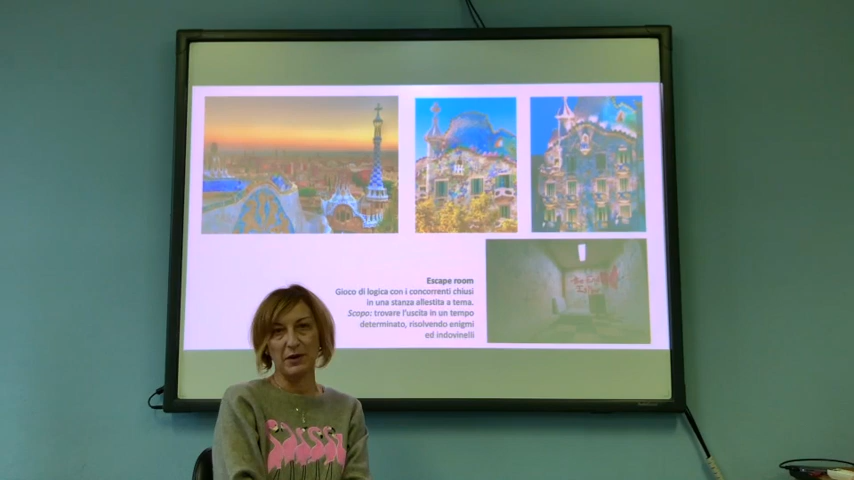 Escape room
Gioco di logica con i concorrenti chiusi
in una stanza allestita a tema.
Scopo: trovare l'uscita in un tempo
determinato, risolvendo enigmi
ed indovinelli